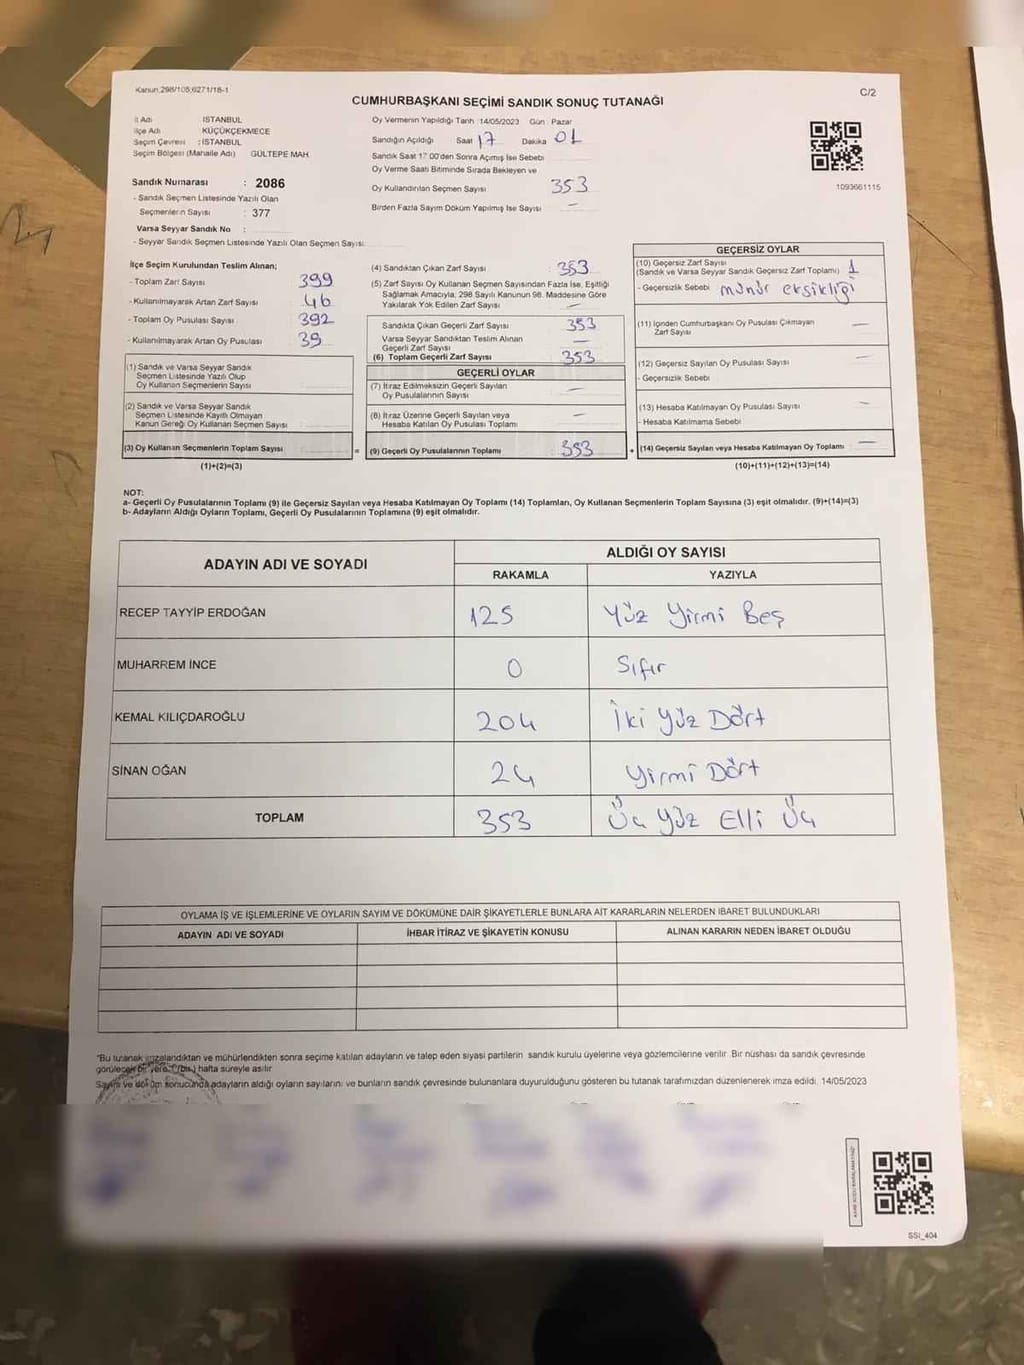 Kanun:298/105;6271/18-1
C/2
CUMHURBAŞKANI SEÇİMİ SANDIK SONUÇ TUTANAĞI
İl Adı : İSTANBUL
İlçe Adı : KÜÇÜKÇEKMECE
Seçim Çevresi : İSTANBUL
Seçim Bölgesi (Mahalle Adı) : GÜLTEPE MAH.
Sandık Numarası : 2086
- Sandık Seçmen Listesinde Yazılı Olan
Seçmenlerin Sayısı : 377
Varsa Seyyar Sandık No :
- Seyyar Sandık Seçmen Listesinde Yazılı Olan Seçmen Sayısı:
Oy Vermenin Yapıldığı Tarih :14/05/2023 Gün : Pazar
Sandığın Açıldığı Saat 17 Dakika 01
Sandık Saat 17:00'den Sonra Açımış İse Sebebi
Oy Verme Saati Bitiminde Sırada Bekleyen ve
Oy Kullandırılan Seçmen Sayısı 353
Birden Fazla Sayım Döküm Yapılmış İse Sayısı —
1093661115
İlçe Seçim Kurulundan Teslim Alınan;
- Toplam Zarf Sayısı : 399
- Kullanılmayarak Artan Zarf Sayısı : 46
- Toplam Oy Pusulası Sayısı : 392
- Kullanılmayarak Artan Oy Pusulası : 39
(1) Sandık ve Varsa Seyyar Sandık
Seçmen Listesinde Yazılı Olup
Oy Kullanan Seçmenlerin Sayısı :
(2) Sandık ve Varsa Seyyar Sandık
Seçmen Listesinde Kayıtlı Olmayan
Kanun Gereği Oy Kullanan Seçmen Sayısı :
(3) Oy Kullanan Seçmenlerin Toplam Sayısı :
(1)+(2)=(3)
(4) Sandıktan Çıkan Zarf Sayısı : 353
(5) Zarf Sayısı Oy Kullanan Seçmen Sayısından Fazla İse, Eşitliği
Sağlamak Amacıyla; 298 Sayılı Kanunun 98. Maddesine Göre
Yakılarak Yok Edilen Zarf Sayısı : —
Sandıkta Çıkan Geçerli Zarf Sayısı : 353
Varsa Seyyar Sandıktan Teslim Alınan
Geçerli Zarf Sayısı : —
(6) Toplam Geçerli Zarf Sayısı : 353
GEÇERLİ OYLAR
(7) İtiraz Edilmeksizin Geçerli Sayılan
Oy Pusulalarının Sayısı : —
(8) İtiraz Üzerine Geçerli Sayılan veya
Hesaba Katılan Oy Pusulası Toplamı : —
= (9) Geçerli Oy Pusulalarının Toplamı : 353
GEÇERSİZ OYLAR
(10) Geçersiz Zarf Sayısı
(Sandık ve Varsa Seyyar Sandık Geçersiz Zarf Toplamı) : 1
- Geçersizlik Sebebi : mühür eksikliği
(11) İçinden Cumhurbaşkanı Oy Pusulası Çıkmayan
Zarf Sayısı : —
(12) Geçersiz Sayılan Oy Pusulası Sayısı : —
- Geçersizlik Sebebi
(13) Hesaba Katılmayan Oy Pusulası Sayısı : —
- Hesaba Katılmama Sebebi
+ (14) Geçersiz Sayılan veya Hesaba Katılmayan Oy Toplamı : —
(10)+(11)+(12)+(13)=(14)
NOT:
a- Geçerli Oy Pusulalarının Toplamı (9) ile Geçersiz Sayılan veya Hesaba Katılmayan Oy Toplamı (14) Toplamları, Oy Kullanan Seçmenlerin Toplam Sayısına (3) eşit olmalıdır. (9)+(14)=(3)
b- Adayların Aldığı Oyların Toplamı, Geçerli Oy Pusulalarının Toplamına (9) eşit olmalıdır.
ADAYIN ADI VE SOYADI ALDIĞI OY SAYISI
RAKAMLA YAZIYLA
RECEP TAYYİP ERDOĞAN 125 Yüz Yirmi Beş
MUHARREM İNCE 0 Sıfır
KEMAL KILIÇDAROĞLU 204 İki Yüz Dört
SİNAN OĞAN 24 Yirmi Dört
TOPLAM 353 Üç Yüz Elli Üç
OYLAMA İŞ VE İŞLEMLERİNE VE OYLARIN SAYIM VE DÖKÜMÜNE DAİR ŞİKAYETLERLE BUNLARA AİT KARARLARIN NELERDEN İBARET BULUNDUKLARI
ADAYIN ADI VE SOYADI İHBAR İTİRAZ VE ŞİKAYETİN KONUSU ALINAN KARARIN NEDEN İBARET OLDUĞU
*Bu tutanak imzalandıktan ve mühürlendikten sonra seçime katılan adayların ve talep eden siyasi partilerin sandık kurulu üyelerine veya gözlemcilerine verilir. Bir nüshası da sandık çevresinde
görülecek bir yere 1 (bir) hafta süreyle asılır.
Sayım ve döküm sonucunda adayların aldığı oyların sayılarını ve bunların sandık çevresinde bulunanlara duyurulduğunu gösteren bu tutanak tarafımızdan düzenlenerek imza edildi. 14/05/2023
SSİ_404